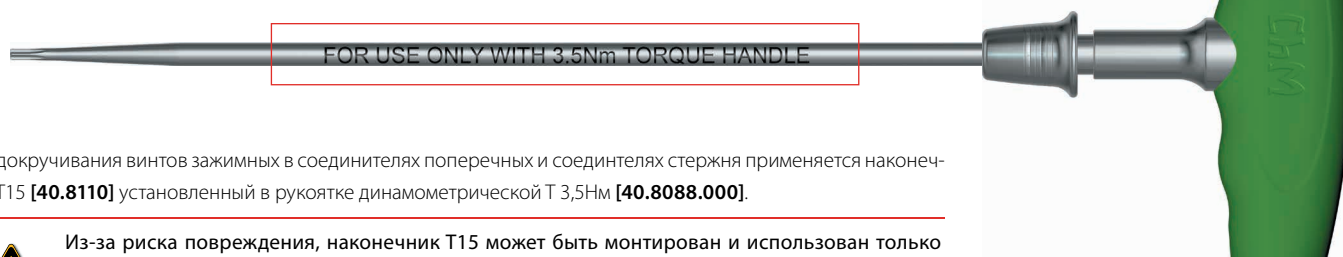 FOR USE ONLY WITH 3.5Nm TORQUE HANDLE
ChM
докручивания винтов зажимных в соединителях поперечных и соединтелях стержня применяется наконеч-
T15 [40.8110] установленный в рукоятке динамометрической T 3,5Нм [40.8088.000].
Из-за риска повреждения, наконечник T15 может быть монтирован и использован только